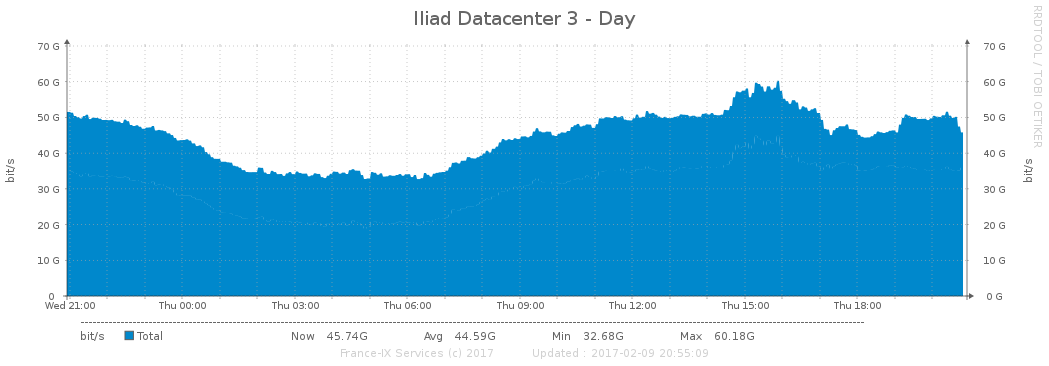 Iliad Datacenter 3 - Day
RRDTOOL / TOBI OETIKER
70 G 70 G
60 G 60 G
50 G 50 G
40 G 40 G
30 G 30 G
20 G 20 G
10 G 10 G
0 0 G
bit/s bit/s
Wed 21:00 Thu 00:00 Thu 03:00 Thu 06:00 Thu 09:00 Thu 12:00 Thu 15:00 Thu 18:00
bit/s Total Now 45.74G Avg 44.59G Min 32.68G Max 60.18G
France-IX Services (c) 2017 Updated : 2017-02-09 20:55:09